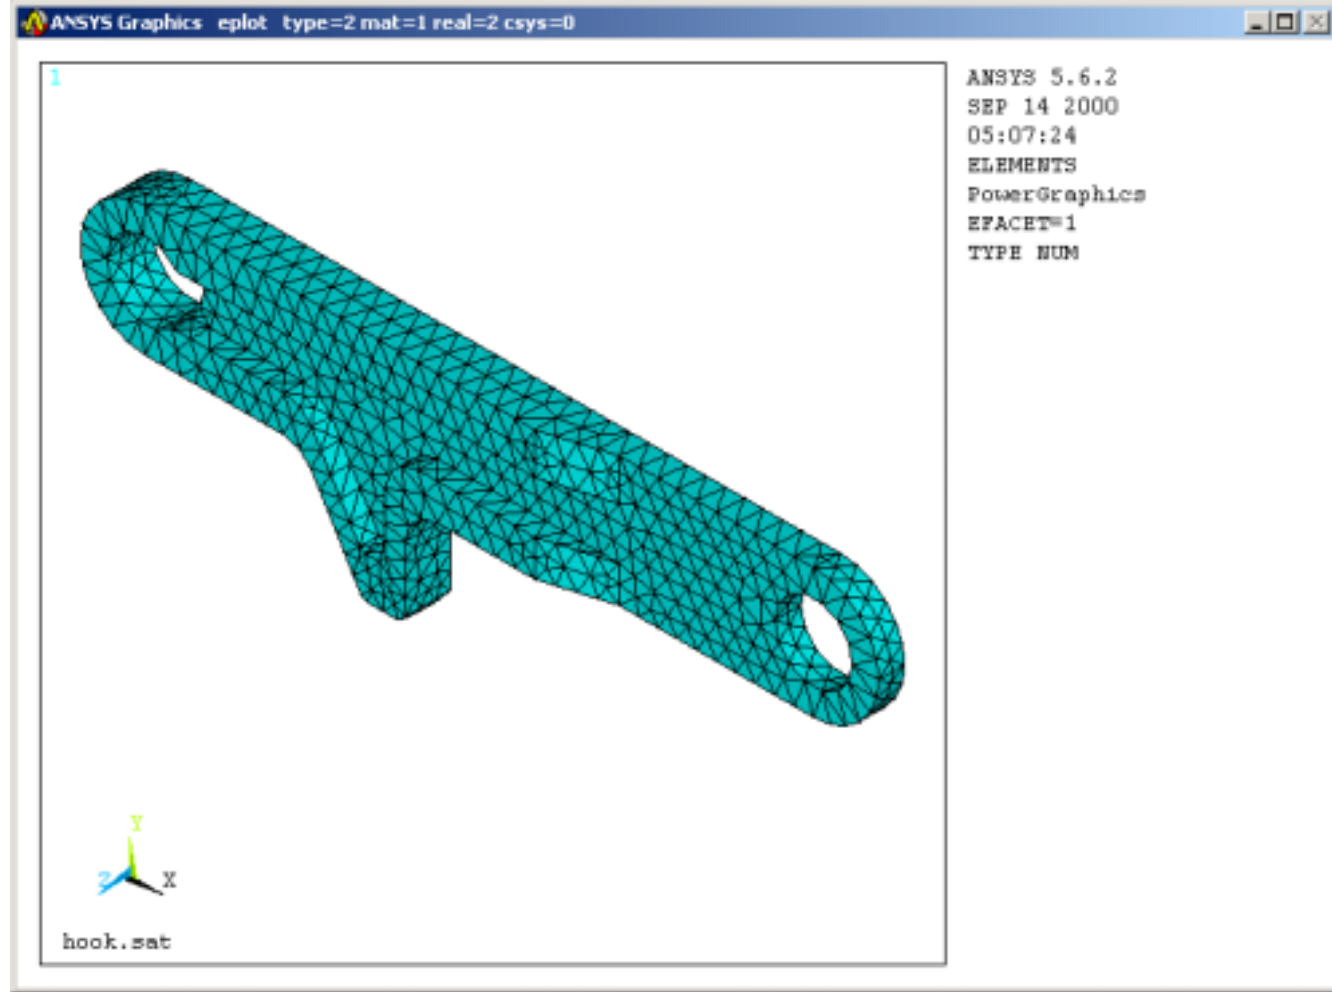 ANSYS Graphics eplot type=2 mat=1 real=2 csys=0
1
ANSYS 5.6.2
SEP 14 2000
05:07:24
ELEMENTS
PowerGraphics
EFACET=1
TYPE NUM
Y
Z X
hook.sat